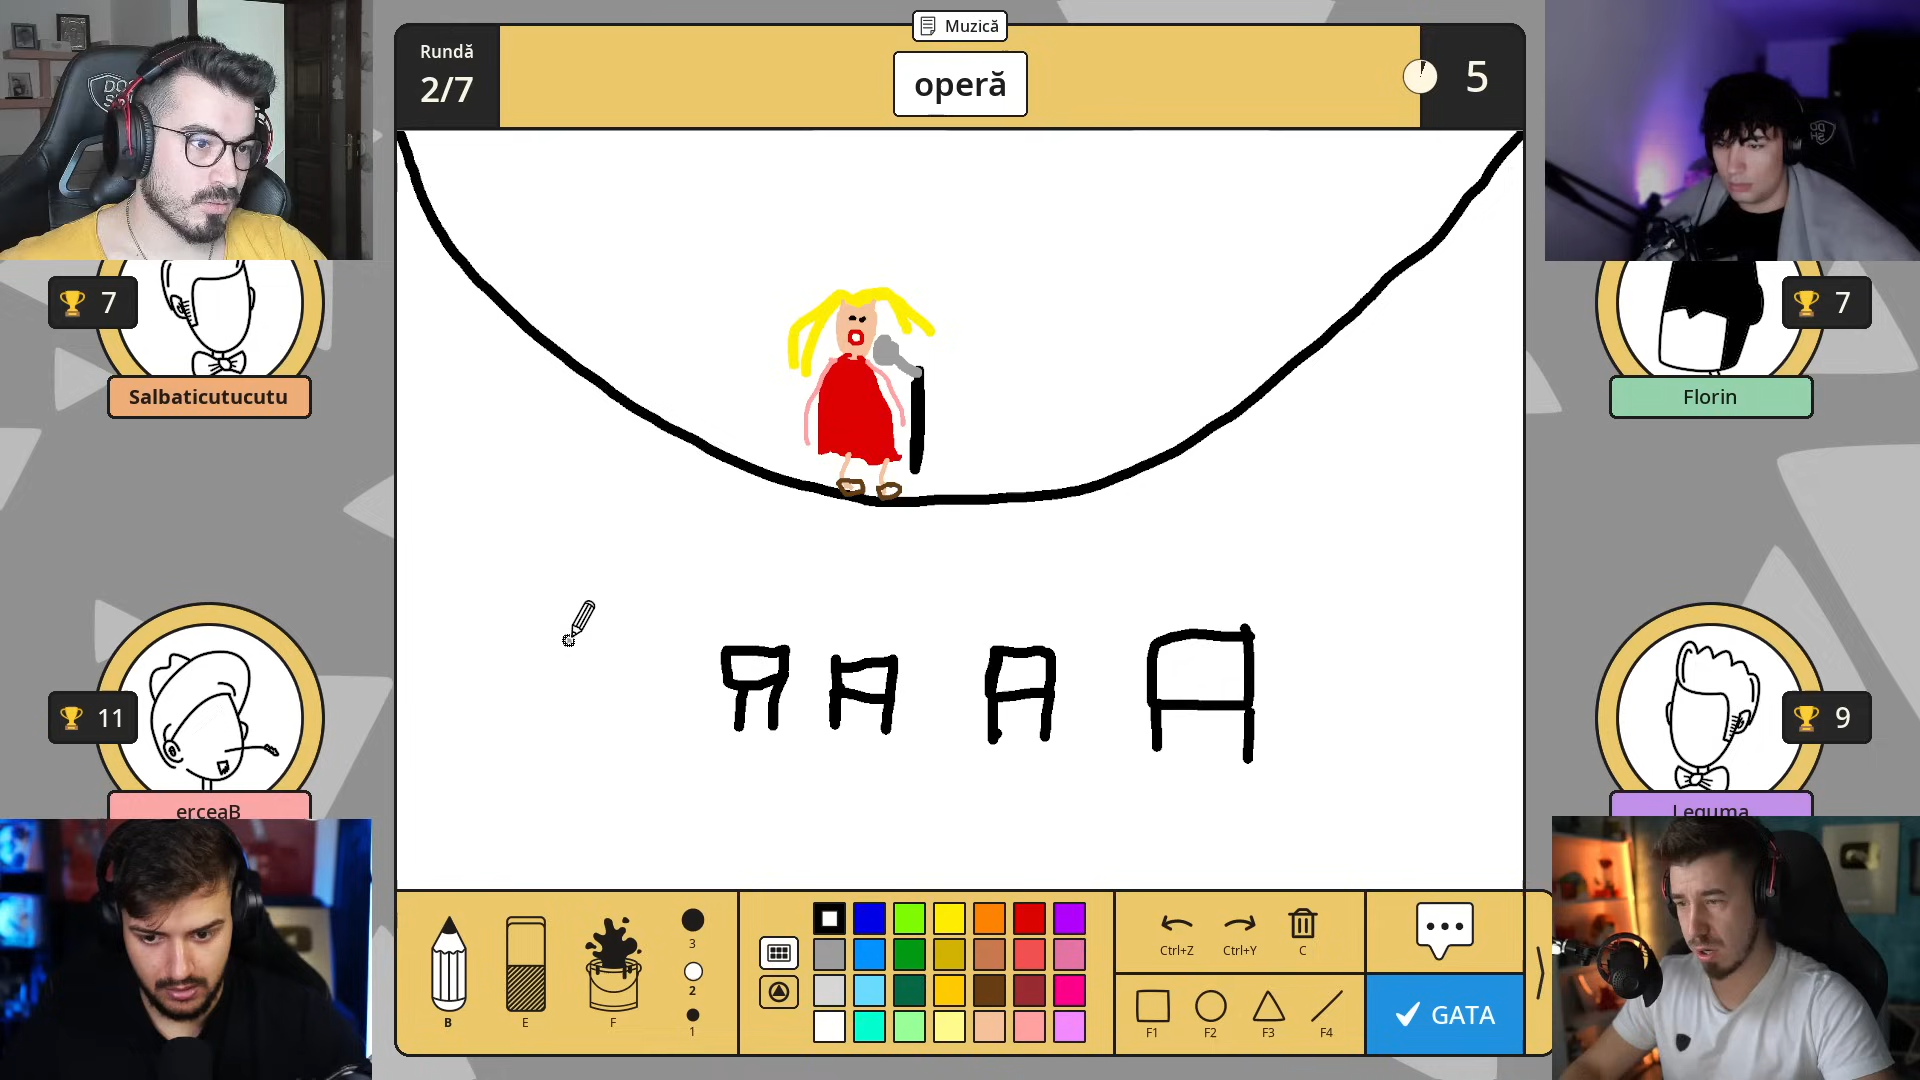 Muzică
Rundă
2/7
operă
5
7
Salbaticutucutu
7
Florin
11
erceaB
9
Leguma
B
E
F
3
2
1
Ctrl+Z
Ctrl+Y
C
F1
F2
F3
F4
GATA